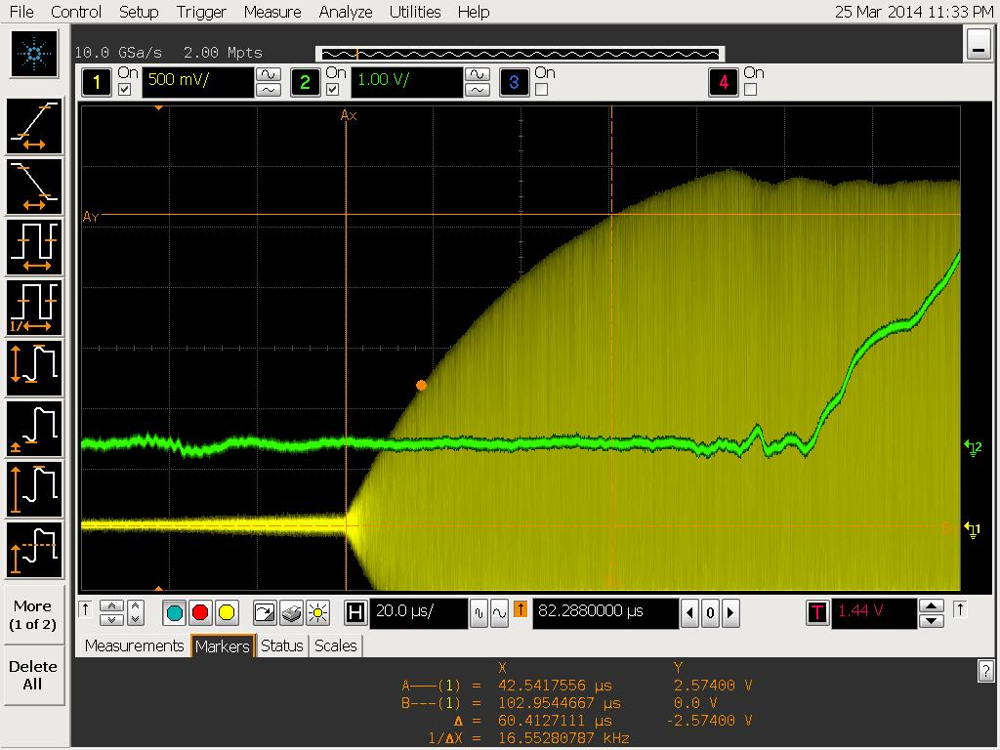 File Control Setup Trigger Measure Analyze Utilities Help 25 Mar 2014 11:33 PM
10.0 GSa/s 2.00 Mpts
1 On 500 mV/ 2 On 1.00 V/ 3 On 4 On
Ax
Ay
2
B
1
1/
More
(1 of 2)
Delete
All
H 20.0 µs/ 82.2880000 µs 0 T 1.44 V
Measurements Markers Status Scales
?
X Y
A———(1) = 42.5417556 µs 2.57400 V
B---(1) = 102.9544667 µs 0.0 V
Δ = 60.4127111 µs -2.57400 V
1/ΔX = 16.55280787 kHz